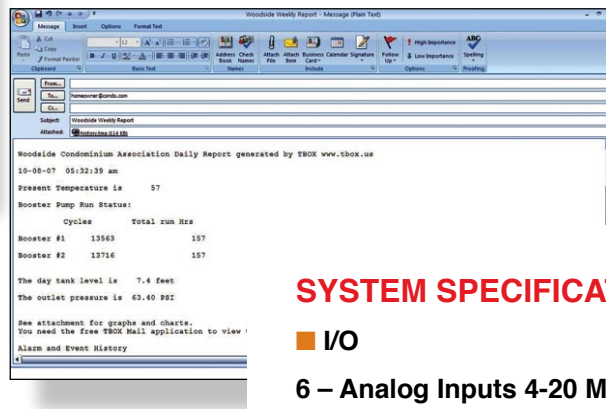 Woodside Weekly Report - Message (Plain Text)
Message Insert Options Format Text
Cut
Copy
Paste Format Painter
Address Book Check Names Attach File Attach Item Business Card Calendar Signature Follow Up High Importance Low Importance Spelling
Clipboard Basic Text Names Include Options Proofing
From...
To... homeowner@condo.com
Cc...
Send
Subject: Woodside Weekly Report
Attached: history.tma (114 KB)
Woodside Condominium Association Daily Report generated by TBOX www.tbox.us
10-08-07 05:32:39 am
Present Temperature is 57
Booster Pump Run Status:
Cycles Total run Hrs
Booster #1 13563 157
Booster #2 13716 157
The day tank level is 7.4 feet
The outlet pressure is 63.40 PSI
See attachment for graphs and charts.
You need the free TBOX Mail application to view
Alarm and Event History
SYSTEM SPECIFICAT
■ I/O
6 – Analog Inputs 4-20 M